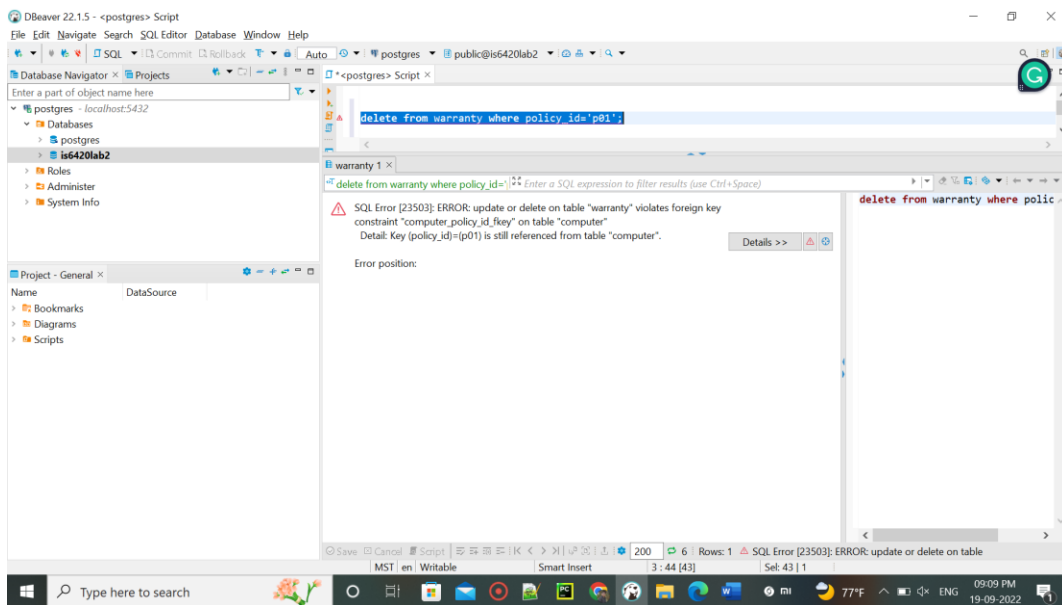 DBeaver 22.1.5 - <postgres> Script
File Edit Navigate Search SQL Editor Database Window Help
SQL Commit Rollback Auto postgres public@is6420lab2
Database Navigator Projects
Enter a part of object name here
postgres - localhost:5432
Databases
postgres
is6420lab2
Roles
Administer
System Info
Project - General
Name DataSource
Bookmarks
Diagrams
Scripts
*<postgres> Script
delete from warranty where policy_id='p01';
warranty 1
delete from warranty where policy_id=' Enter a SQL expression to filter results (use Ctrl+Space)
SQL Error [23503]: ERROR: update or delete on table "warranty" violates foreign key
constraint "computer_policy_id_fkey" on table "computer"
Detail: Key (policy_id)=(p01) is still referenced from table "computer".
Details >>
Error position:
delete from warranty where polic
Save Cancel Script 200 6 Rows: 1 SQL Error [23503]: ERROR: update or delete on table
MST en Writable Smart Insert 3 : 44 [43] Sel: 43 | 1
Type here to search
77°F ENG
09:09 PM
19-09-2022